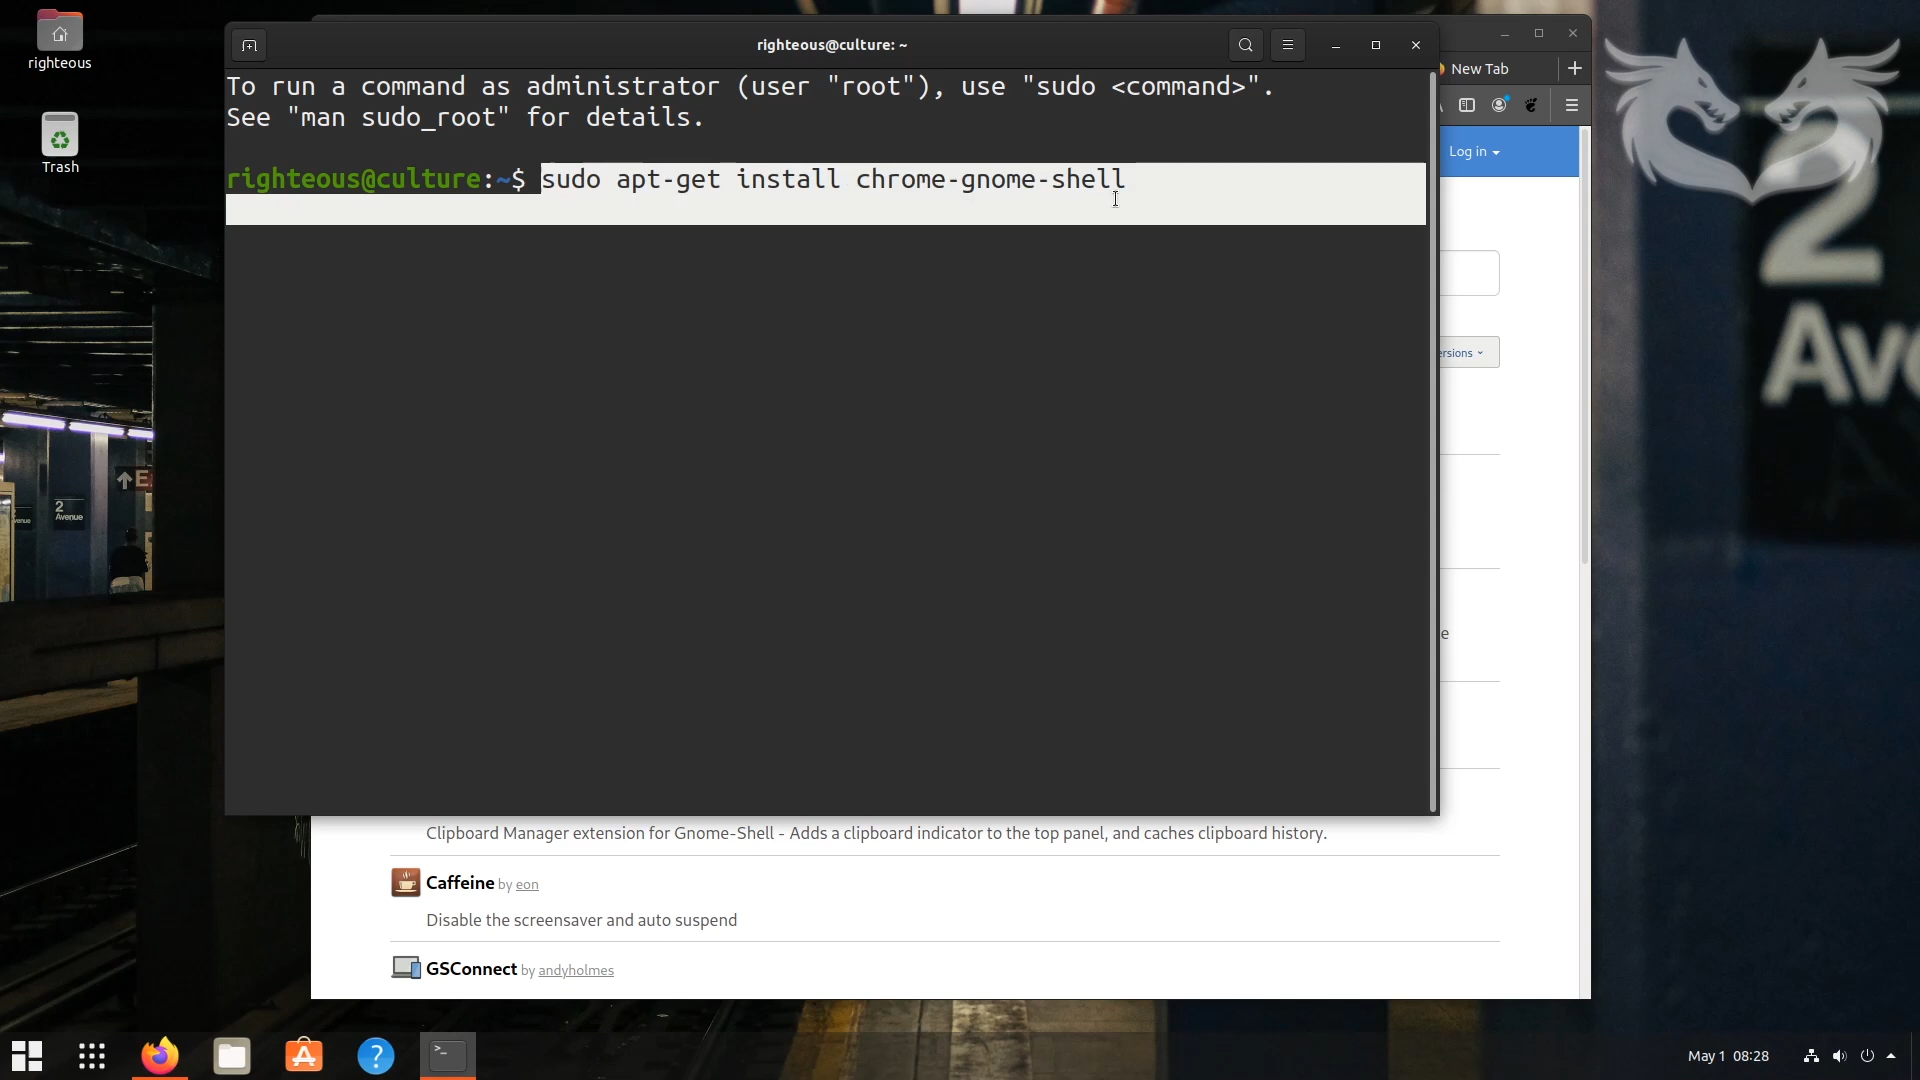 righteous@culture: ~
righteous
New Tab
To run a command as administrator (user "root"), use "sudo <command>".
See "man sudo_root" for details.
Log in
Trash
righteous@culture:~$ sudo apt-get install chrome-gnome-shell
2
Ave
ersions
E
2
Avenue
e
Clipboard Manager extension for Gnome-Shell - Adds a clipboard indicator to the top panel, and caches clipboard history.
Caffeine by eon
Disable the screensaver and auto suspend
GSConnect by andyholmes
May 1 08:28